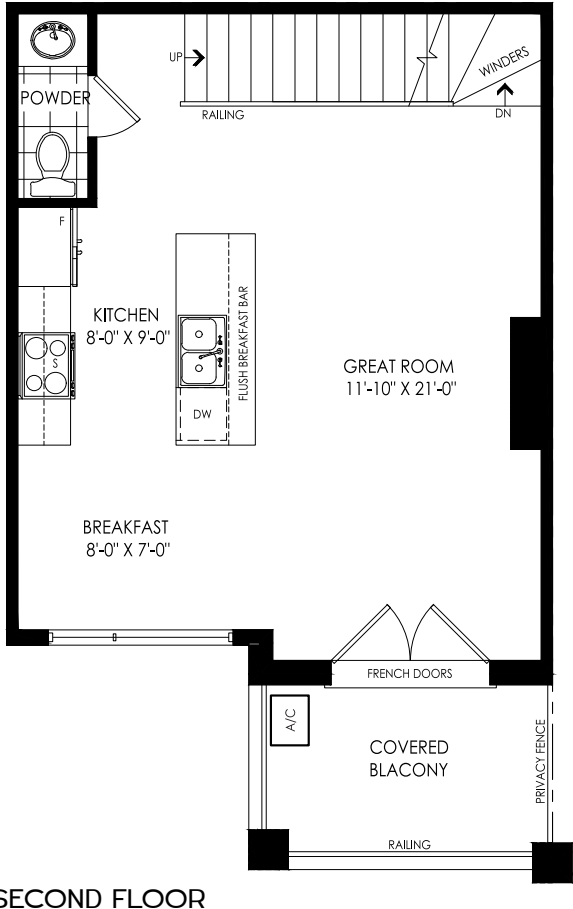 UP
WINDERS
POWDER
RAILING
DN
F
KITCHEN
8'-0" X 9'-0"
FLUSH BREAKFAST BAR
S
GREAT ROOM
11'-10" X 21'-0"
DW
BREAKFAST
8'-0" X 7'-0"
FRENCH DOORS
A/C
COVERED
BLACONY
PRIVACY FENCE
RAILING
SECOND FLOOR